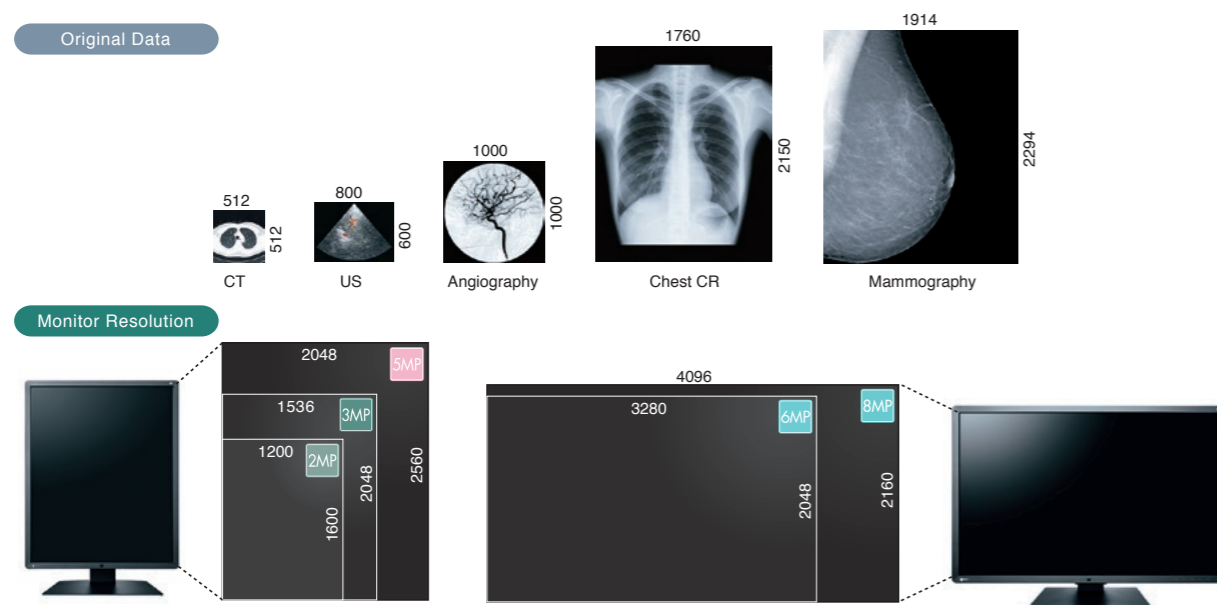 Original Data
512
512
CT
800
600
US
1000
1000
Angiography
1760
2150
Chest CR
1914
2294
Mammography
Monitor Resolution
2048
5MP
2560
1536
3MP
2048
1200
2MP
1600
4096
8MP
2160
3280
6MP
2048